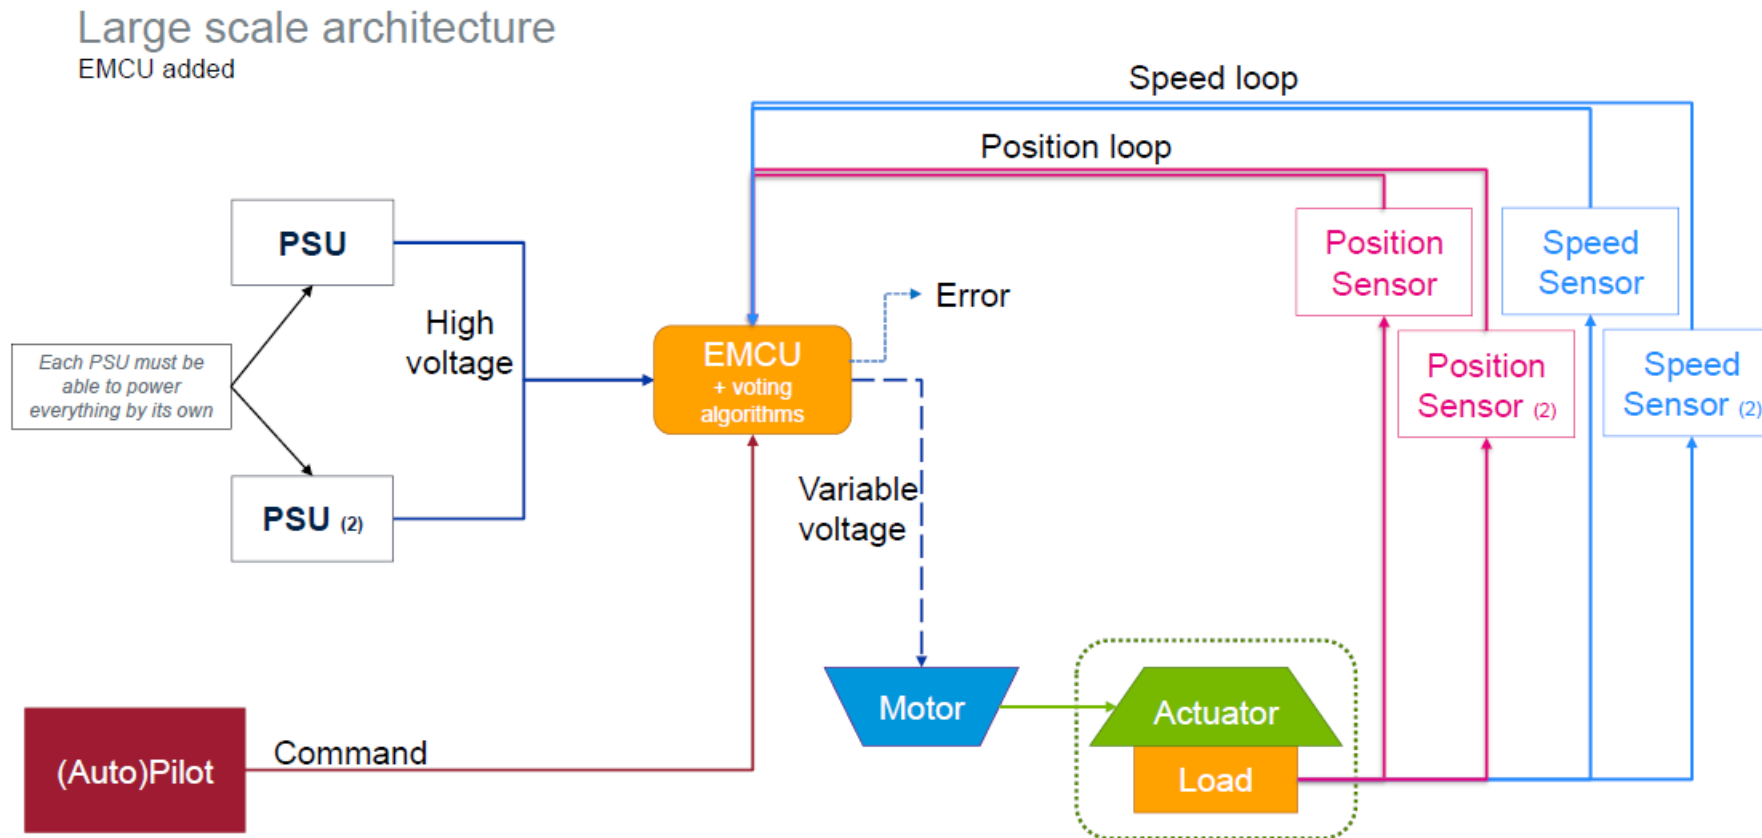 Large scale architecture
EMCU added
Speed loop
Position loop
PSU
Position
Sensor
Speed
Sensor
Error
High
voltage
EMCU
+ voting
algorithms
Each PSU must be
able to power
everything by its own
Position
Sensor (2)
Speed
Sensor (2)
PSU (2)
Variable
voltage
Motor
Actuator
(Auto)Pilot
Command
Load